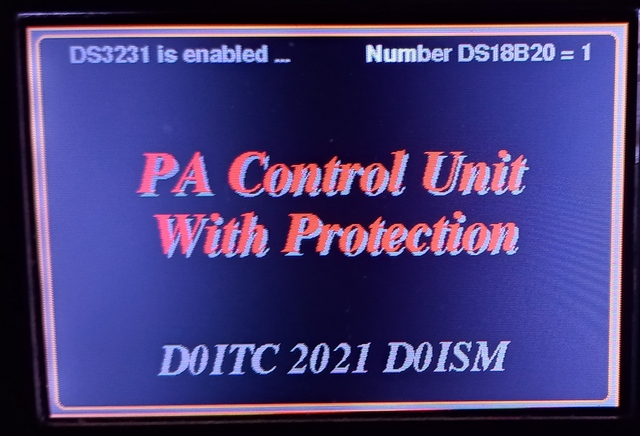 DS3231 is enabled ... Number DS18B20 = 1
PA Control Unit
With Protection
D0ITC 2021 D0ISM